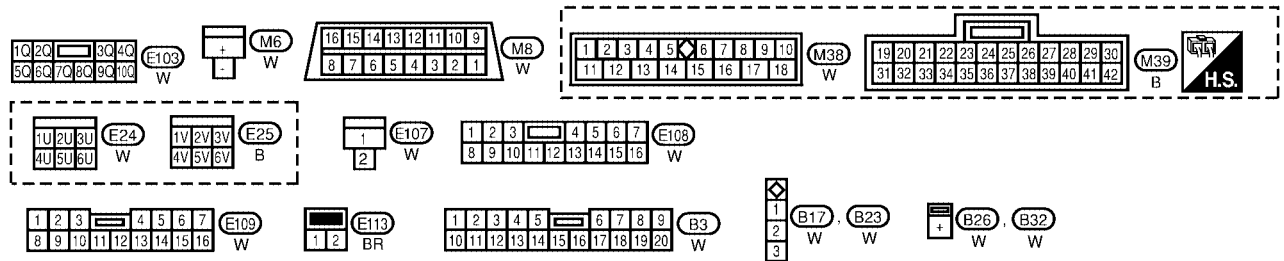 1Q 2Q 3Q 4Q
5Q 6Q 7Q 8Q 9Q 10Q
E103
W
+
-
M6
W
16 15 14 13 12 11 10 9
8 7 6 5 4 3 2 1
M8
W
1 2 3 4 5 6 7 8 9 10
11 12 13 14 15 16 17 18
M38
W
19 20 21 22 23 24 25 26 27 28 29 30
31 32 33 34 35 36 37 38 39 40 41 42
M39
B
H.S.
1U 2U 3U
4U 5U 6U
E24
W
1V 2V 3V
4V 5V 6V
E25
B
1
2
E107
W
1 2 3 4 5 6 7
8 9 10 11 12 13 14 15 16
E108
W
1 2 3 4 5 6 7
8 9 10 11 12 13 14 15 16
E109
W
1 2
E113
BR
1 2 3 4 5 6 7 8 9
10 11 12 13 14 15 16 17 18 19 20
B3
W
1
2
3
B17 , B23
W W
+
B26 , B32
W W